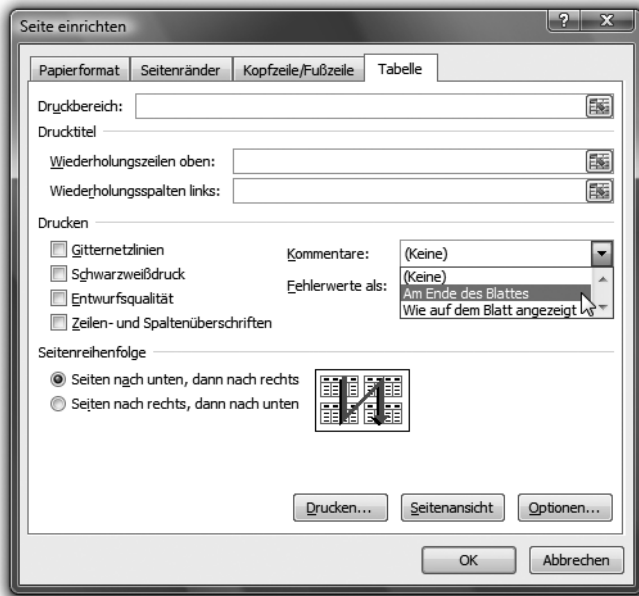 Seite einrichten
Papierformat Seitenränder Kopfzeile/Fußzeile Tabelle
Druckbereich:
Drucktitel
Wiederholungszeilen oben:
Wiederholungsspalten links:
Drucken
Gitternetzlinien Kommentare: (Keine)
Schwarzweißdruck (Keine)
Fehlerwerte als: Am Ende des Blattes
Entwurfsqualität Wie auf dem Blatt angezeigt
Zeilen- und Spaltenüberschriften
Seitenreihenfolge
Seiten nach unten, dann nach rechts
Seiten nach rechts, dann nach unten
Drucken... Seitenansicht Optionen...
OK Abbrechen